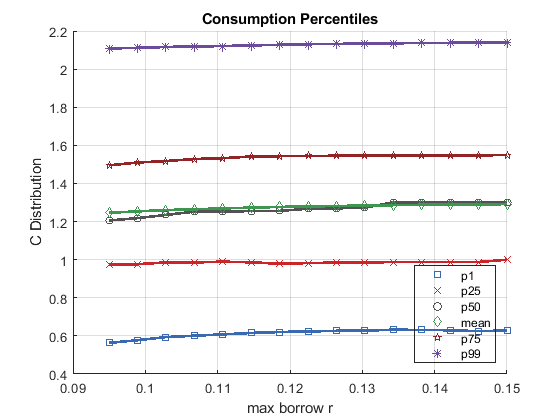 Consumption Percentiles
2.2
2
1.8
1.6
1.4
1.2
1
0.8
0.6
0.4
C Distribution
0.09
0.1
0.11
0.12
0.13
0.14
0.15
max borrow r
p1
p25
p50
mean
p75
p99